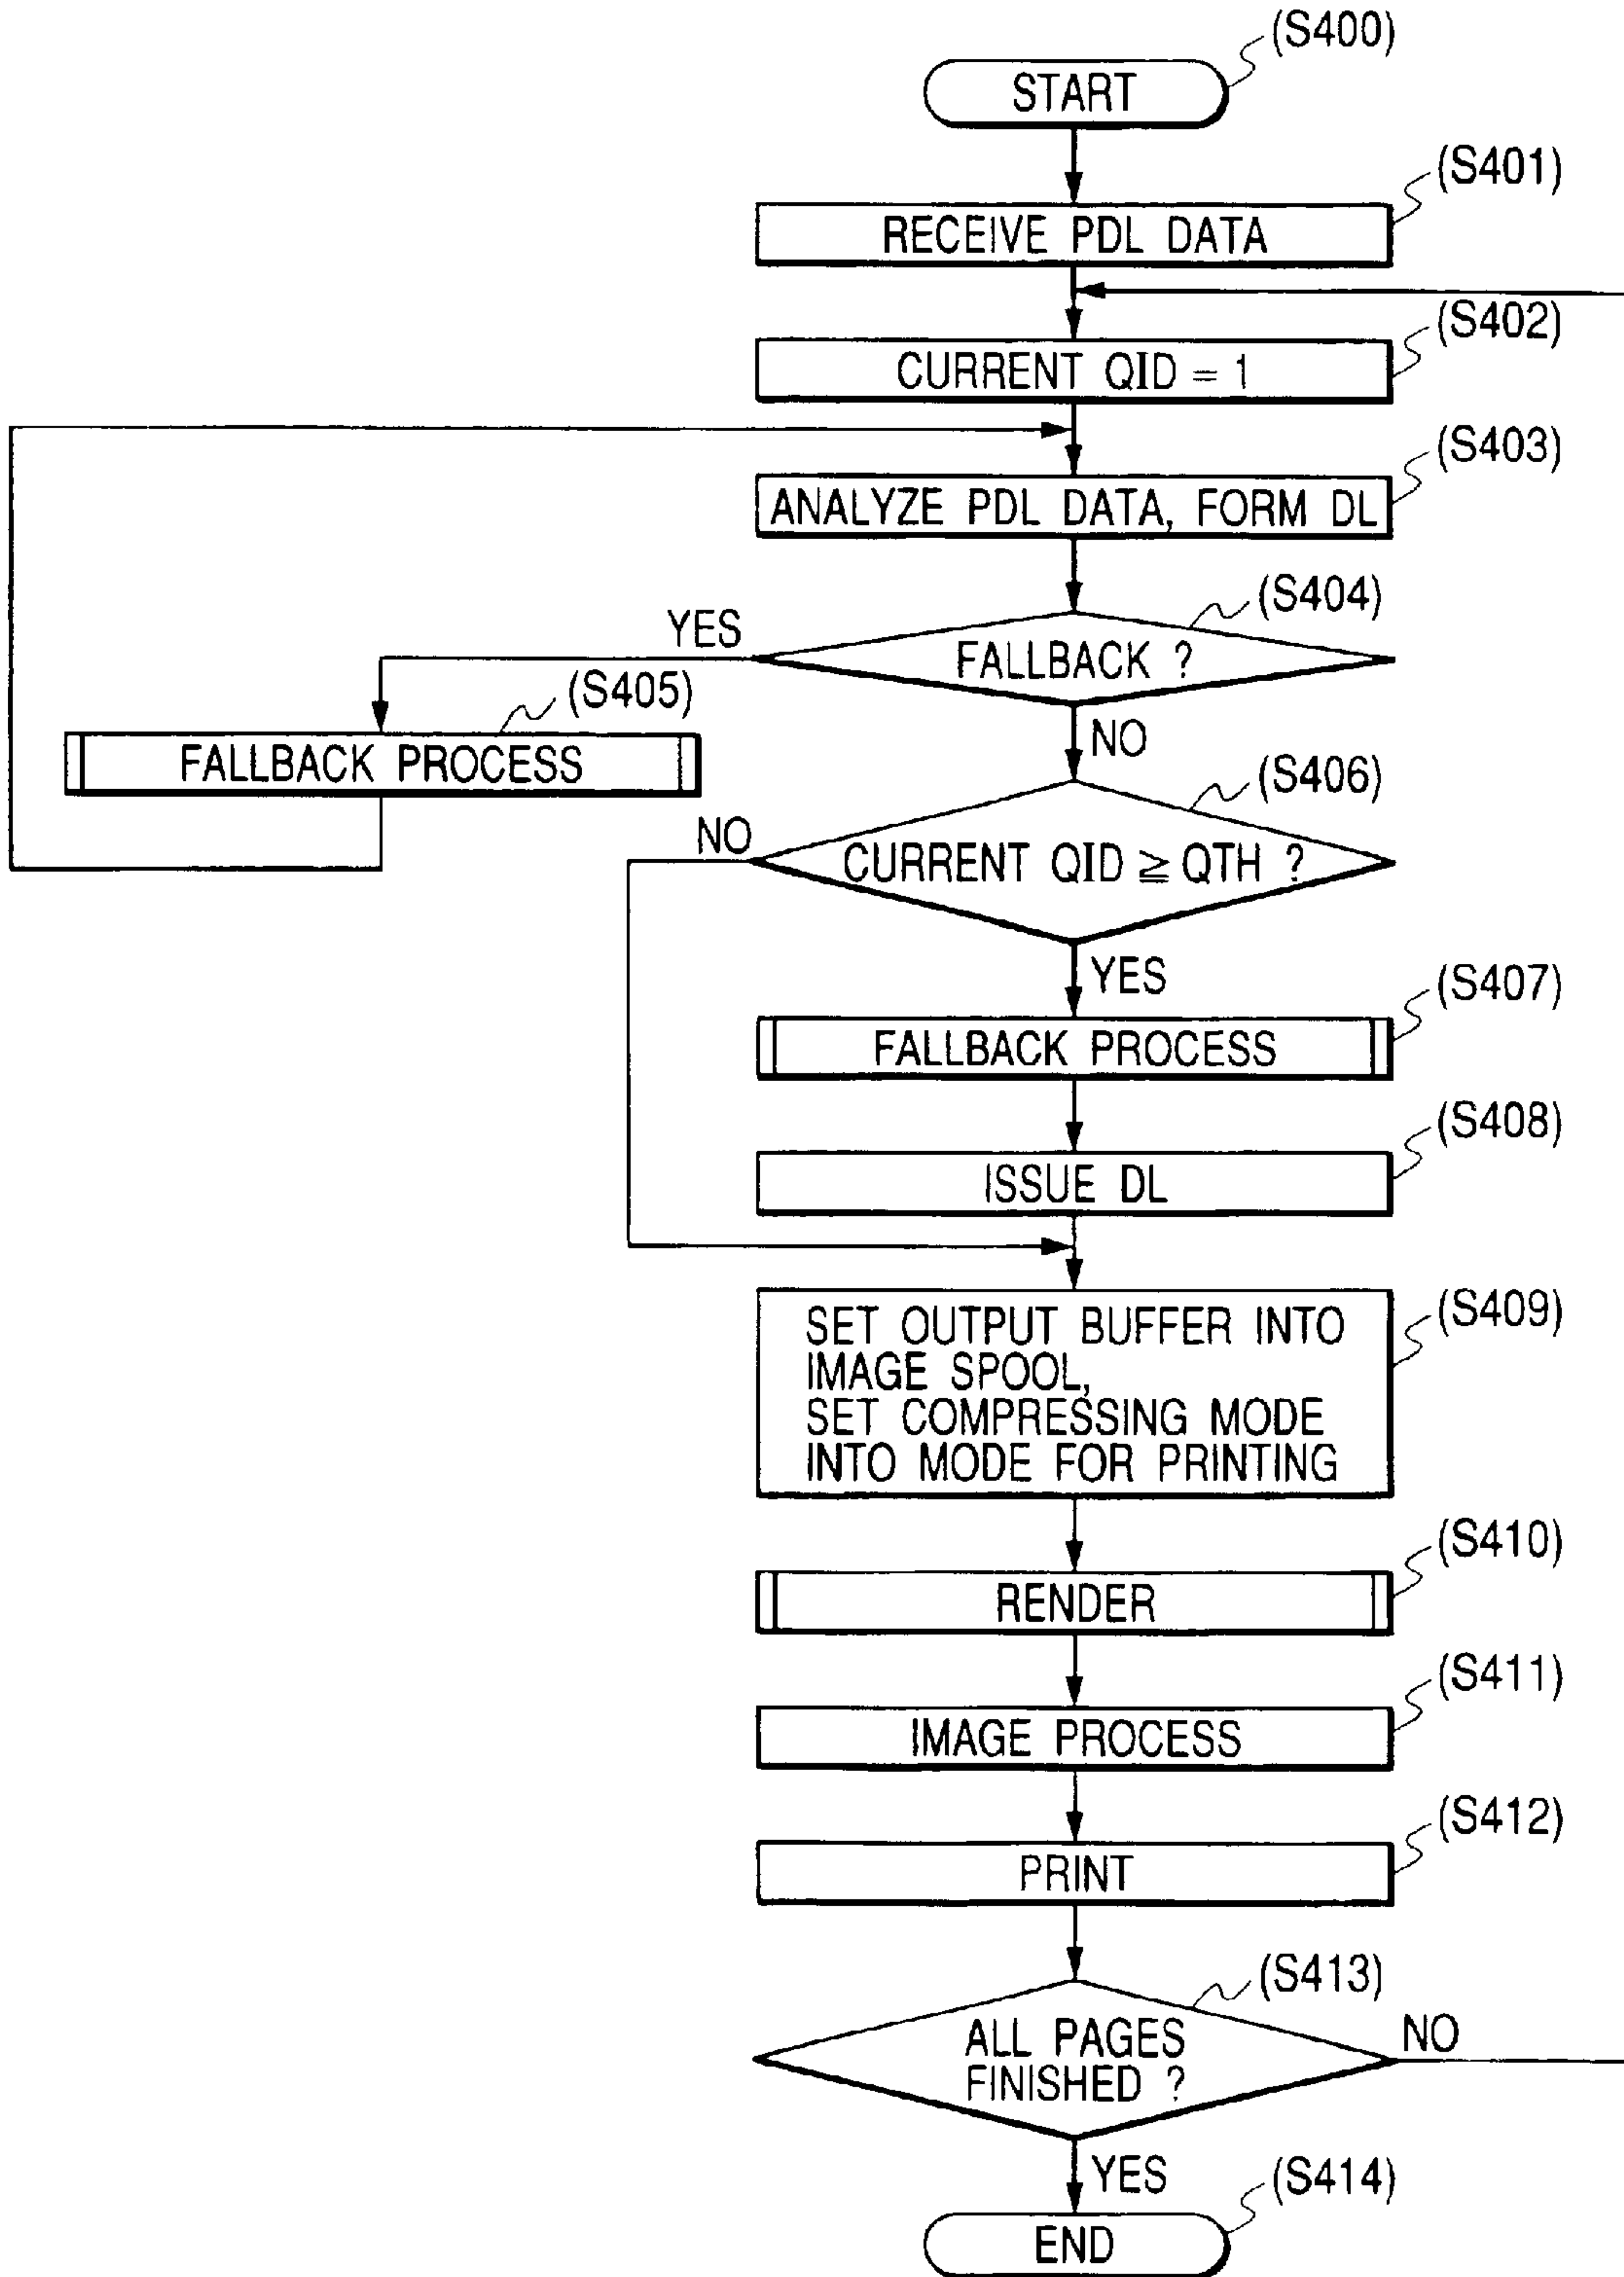 (S400)
START
(S401)
RECEIVE PDL DATA
(S402)
CURRENT QID = 1
(S403)
ANALYZE PDL DATA, FORM DL
(S404)
YES
FALLBACK ?
(S405)
FALLBACK PROCESS
NO
(S406)
NO
CURRENT QID ≧ QTH ?
YES
(S407)
FALLBACK PROCESS
(S408)
ISSUE DL
(S409)
SET OUTPUT BUFFER INTO
IMAGE SPOOL,
SET COMPRESSING MODE
INTO MODE FOR PRINTING
(S410)
RENDER
(S411)
IMAGE PROCESS
(S412)
PRINT
(S413)
ALL PAGES
FINISHED ?
NO
YES
(S414)
END